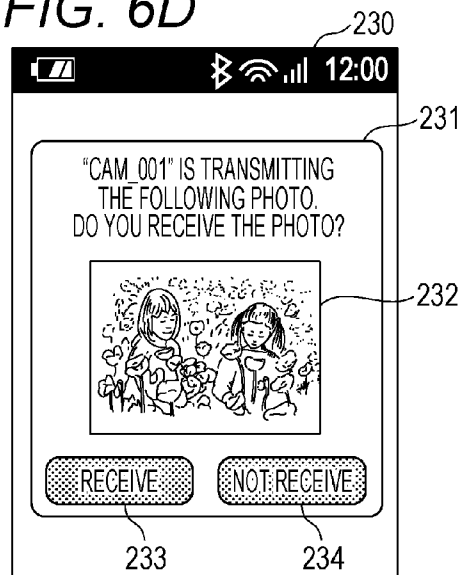 FIG. 6D
230
12:00
231
"CAM_001" IS TRANSMITTING
THE FOLLOWING PHOTO.
DO YOU RECEIVE THE PHOTO?
232
RECEIVE
NOT RECEIVE
233
234